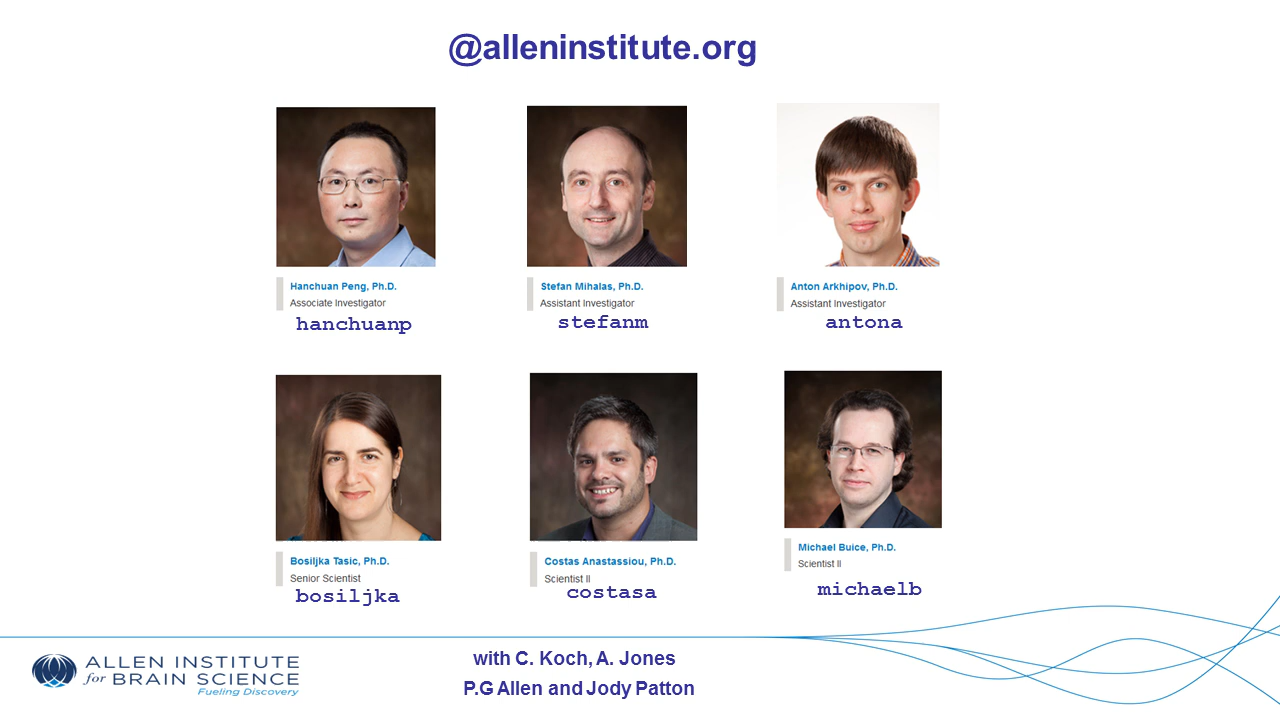 @alleninstitute.org
Hanchuan Peng, Ph.D.
Associate Investigator
hanchuanp
Stefan Mihalas, Ph.D.
Assistant Investigator
stefanm
Anton Arkhipov, Ph.D.
Assistant Investigator
antona
Bosiljka Tasic, Ph.D.
Senior Scientist
bosiljka
Costas Anastassiou, Ph.D.
Scientist II
costasa
Michael Buice, Ph.D.
Scientist II
michaelb
ALLEN INSTITUTE
for BRAIN SCIENCE
Fueling Discovery
with C. Koch, A. Jones
P.G Allen and Jody Patton